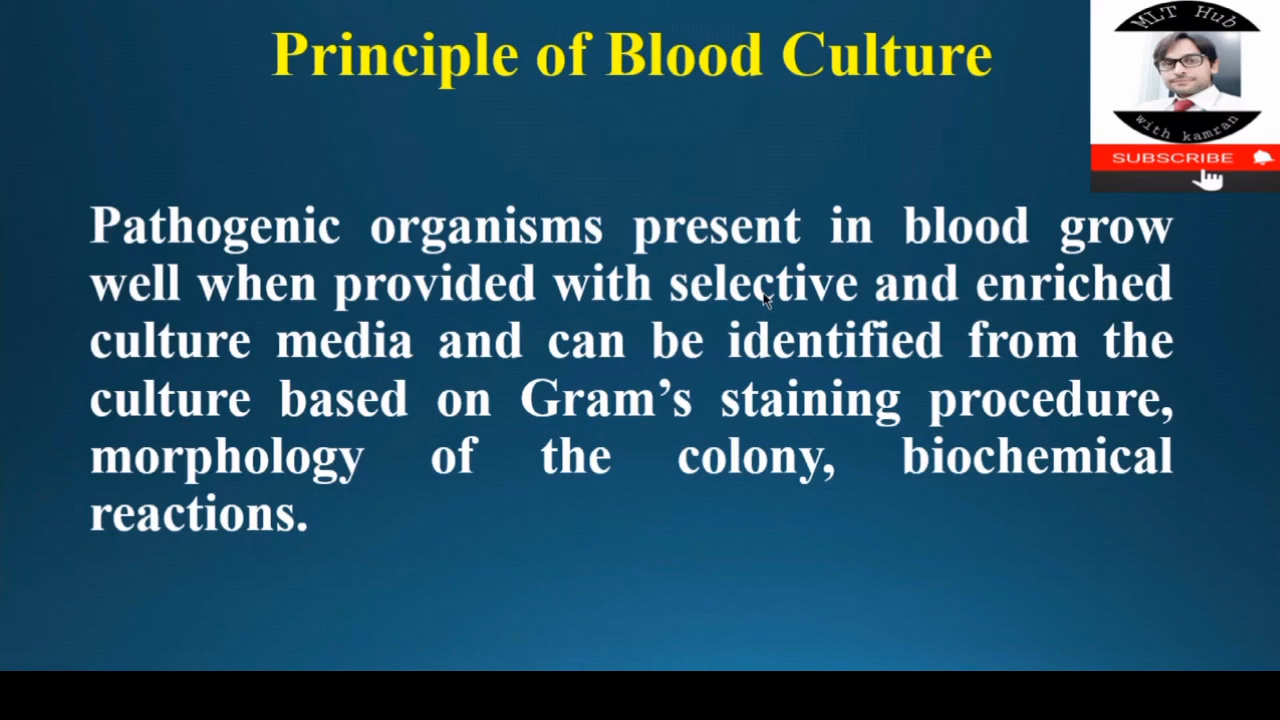 Principle of Blood Culture
MLT Hub
with kamran
SUBSCRIBE
Pathogenic organisms present in blood grow
well when provided with selective and enriched
culture media and can be identified from the
culture based on Gram’s staining procedure,
morphology of the colony, biochemical
reactions.